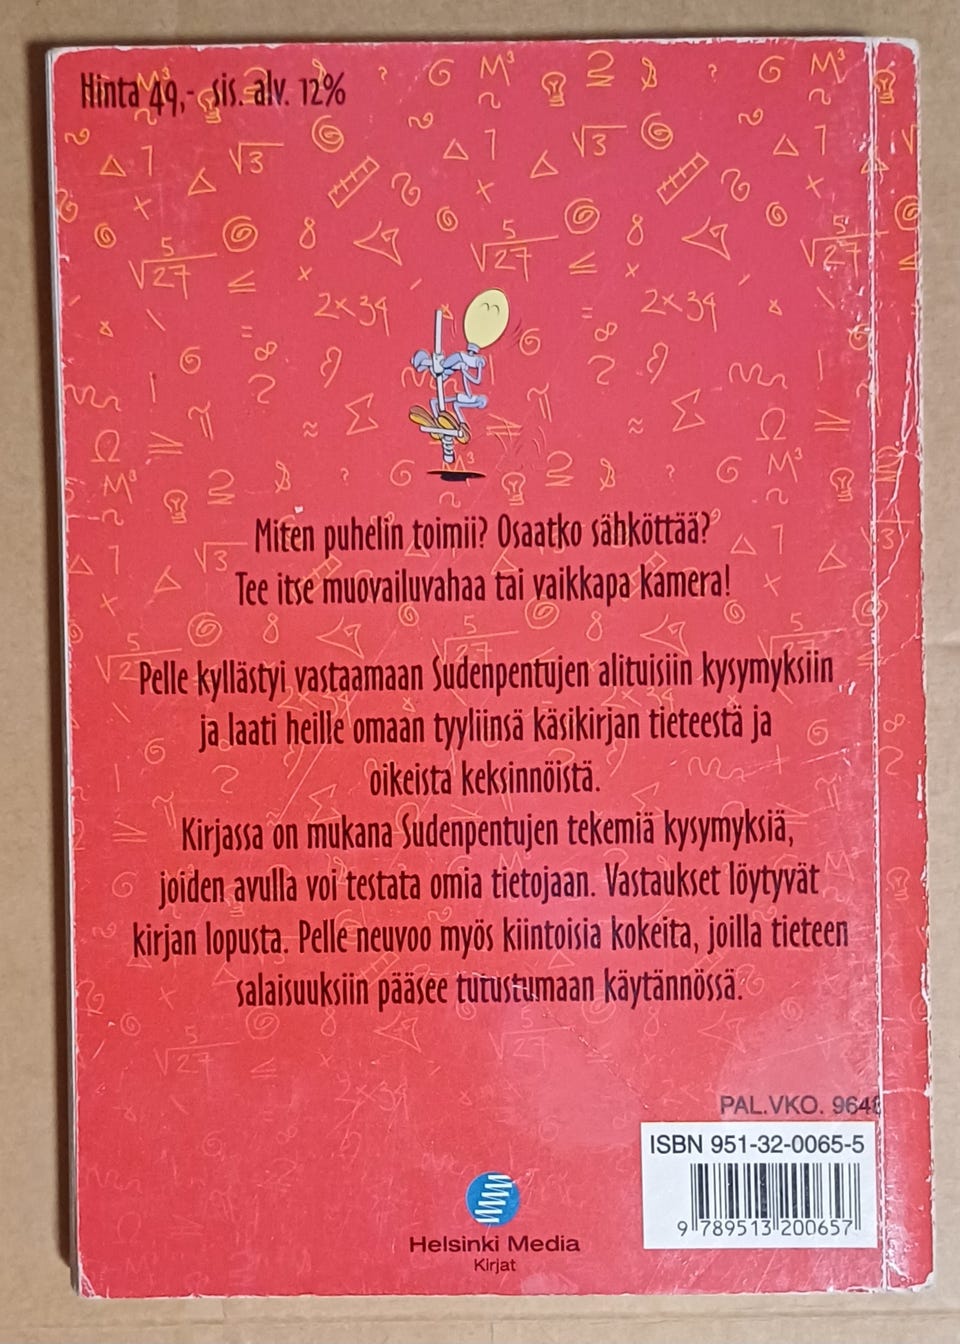 Hinta 49,- sis. alv. 12%
Miten puhelin toimii? Osaatko sähköttää?
Tee itse muovailuvahaa tai vaikkapa kamera!
Pelle kyllästyi vastaamaan Sudenpentujen alituisiin kysymyksiin
ja laati heille omaan tyyliinsä käsikirjan tieteestä ja
oikeista keksinnöistä.
Kirjassa on mukana Sudenpentujen tekemiä kysymyksiä,
joiden avulla voi testata omia tietojaan. Vastaukset löytyvät
kirjan lopusta. Pelle neuvoo myös kiintoisia kokeita, joilla tieteen
salaisuuksiin pääsee tutustumaan käytännössä.
PAL.VKO. 9648
ISBN 951-32-0065-5
9 789513 200657
Helsinki Media
Kirjat